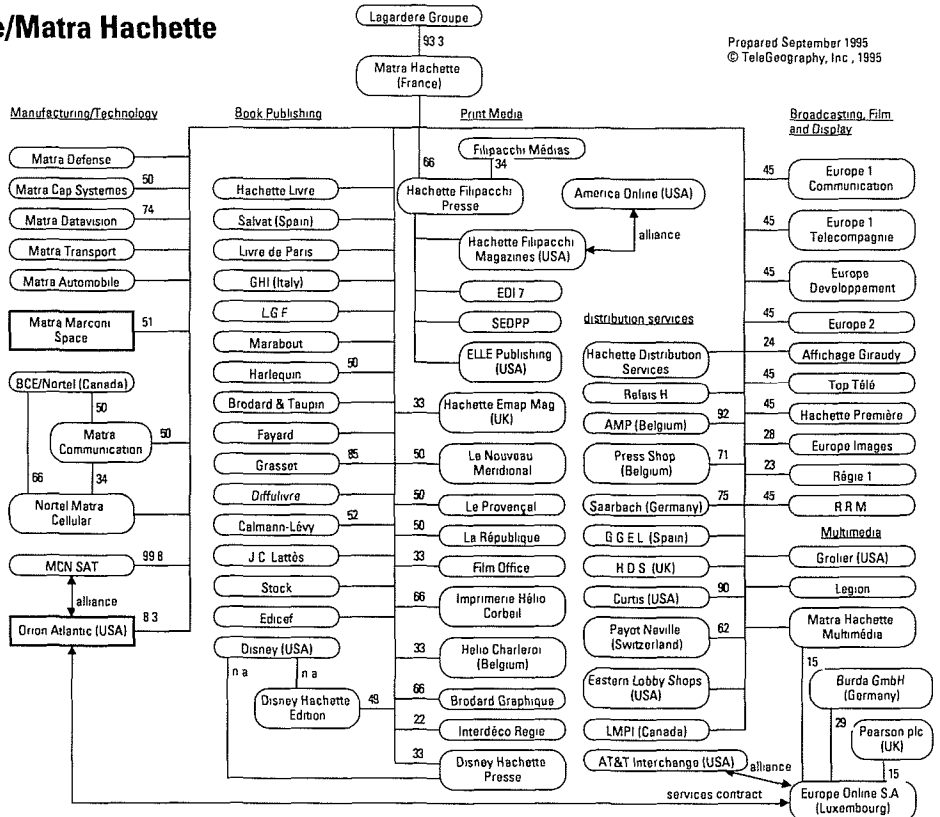 e/Matra Hachette
Lagardere Groupe
93 3
Matra Hachette
(France)
Prepared September 1995
© TeleGeography, Inc , 1995
Manufacturing/Technology
Matra Defense
Matra Cap Systemes
50
Matra Datavision
74
Matra Transport
Matra Automobile
Matra Marconi
Space
51
BCE/Nortel (Canada)
50
Matra
Communication
50
66
34
Nortel Matra
Cellular
MCN SAT
99 8
alliance
Orion Atlantic (USA)
8 3
Book Publishing
Hachette Livre
Salvat (Spain)
Livre de Paris
GHI (Italy)
L G F
Marabout
Harlequin
50
Brodard & Taupin
Fayard
Grasset
85
Diffulivre
Calmann-Lévy
52
J C Lattès
Stock
Edicef
Disney (USA)
n a
n a
Disney Hachette
Edition
49
Print Media
Filipacchi Médias
66
34
Hachette Filipacchi
Presse
America Online (USA)
alliance
Hachette Filipacchi
Magazines (USA)
EDI 7
SEDPP
ELLE Publishing
(USA)
33
Hachette Emap Mag
(UK)
50
Le Nouveau
Meridional
50
Le Provençal
50
La République
33
Film Office
66
Imprimerie Hélio
Corbeil
33
Helio Charleroi
(Belgium)
66
Brodard Graphique
22
Interdéco Regie
33
Disney Hachette
Presse
distribution services
Hachette Distribution
Services
Relais H
AMP (Belgium)
92
Press Shop
(Belgium)
71
Saarbach (Germany)
75
G G E L (Spain)
H D S (UK)
Curtis (USA)
90
Payot Neville
(Switzerland)
62
Eastern Lobby Shops
(USA)
LMPI (Canada)
AT&T Interchange (USA)
alliance
services contract
Broadcasting, Film
and Display
45
Europe 1
Communication
45
Europe 1
Telecompagnie
45
Europe
Developpement
45
Europe 2
24
Affichage Giraudy
45
Top Télé
45
Hachette Première
28
Europe Images
23
Régie 1
45
R R M
Multimedia
Grolier (USA)
Legion
Matra Hachette
Multimédia
15
Burda GmbH
(Germany)
29
Pearson plc
(UK)
15
Europe Online S.A
(Luxembourg)